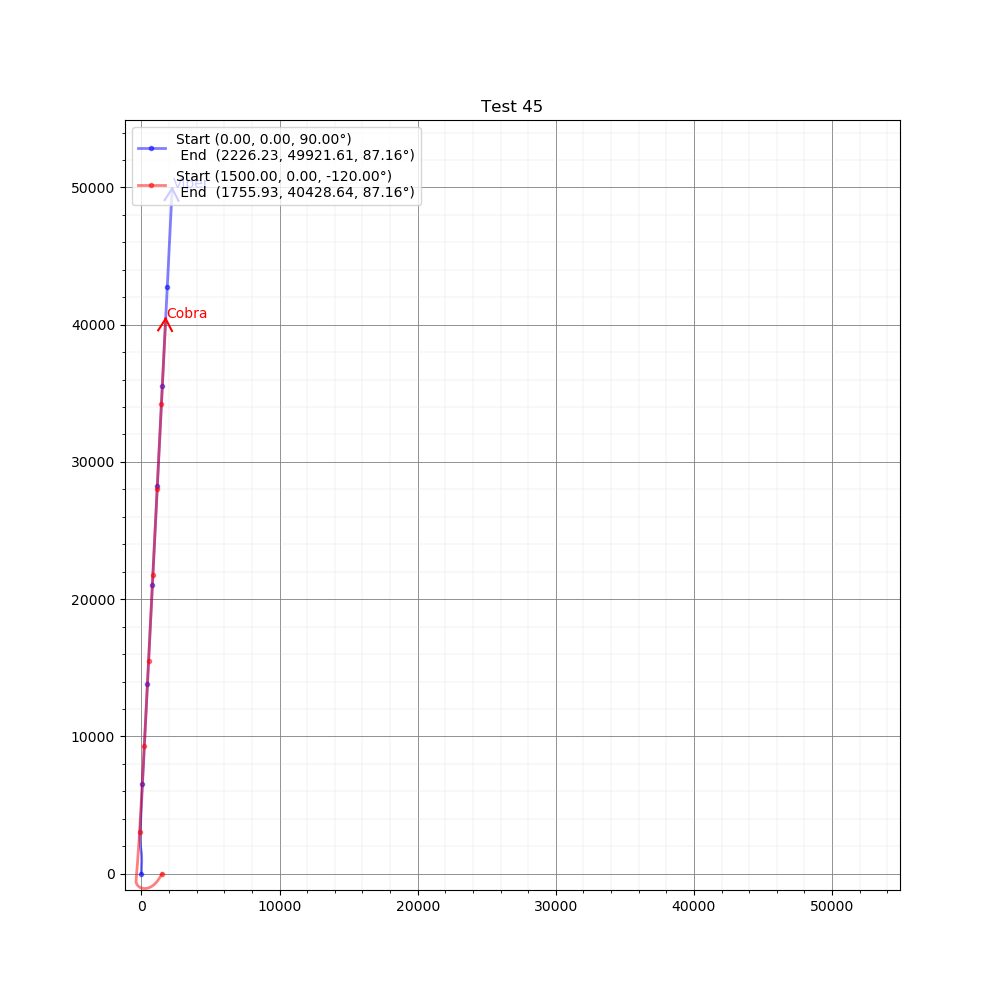 Test 45
Start (0.00, 0.00, 90.00°)
End (2226.23, 49921.61, 87.16°)
Start (1500.00, 0.00, -120.00°)
End (1755.93, 40428.64, 87.16°)
50000
40000
30000
20000
10000
0
Cobra
0
10000
20000
30000
40000
50000